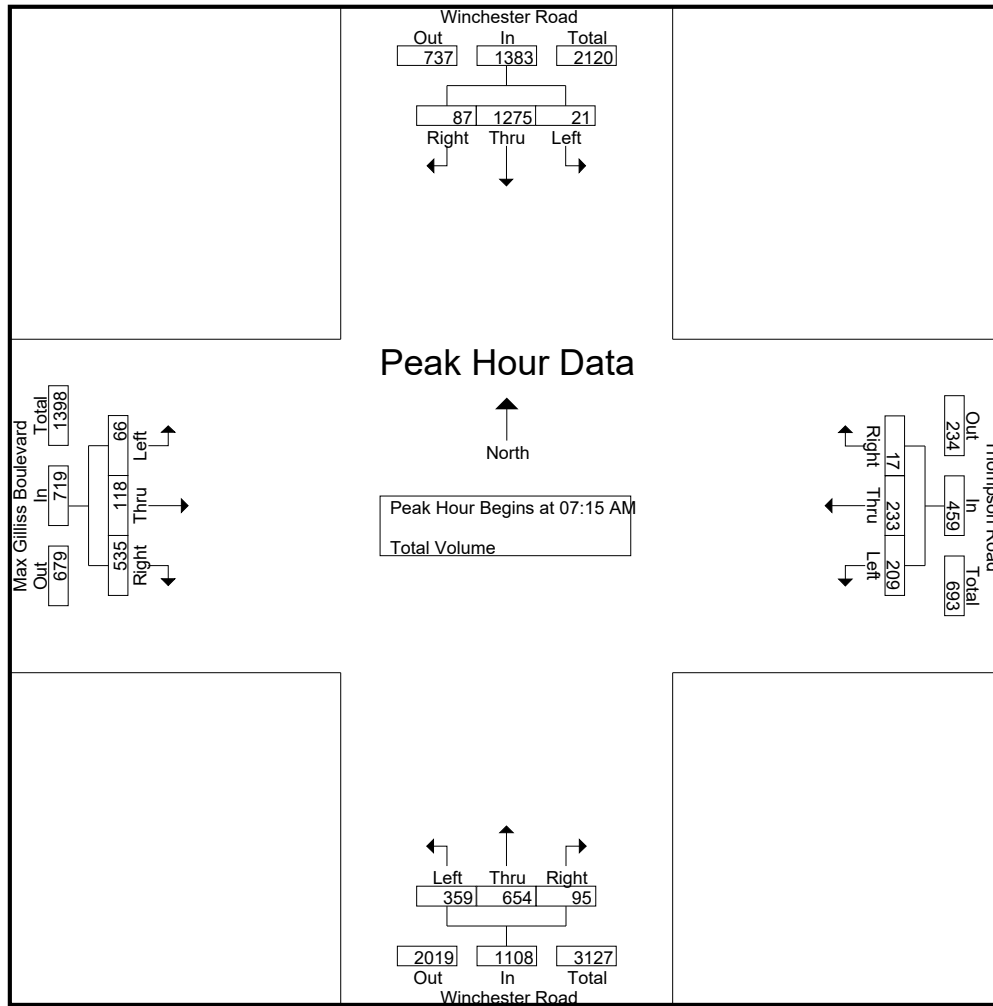 Winchester Road
Out In Total
737 1383 2120
87 1275 21
Right Thru Left
Peak Hour Data
North
Peak Hour Begins at 07:15 AM
Total Volume
Max Gilliss Boulevard
Out In Total
679 719 1398
66 118 535
Left Thru Right
Thompson Road
Out In Total
234 459 693
17 233 209
Right Thru Left
Left Thru Right
359 654 95
2019 1108 3127
Out In Total
Winchester Road